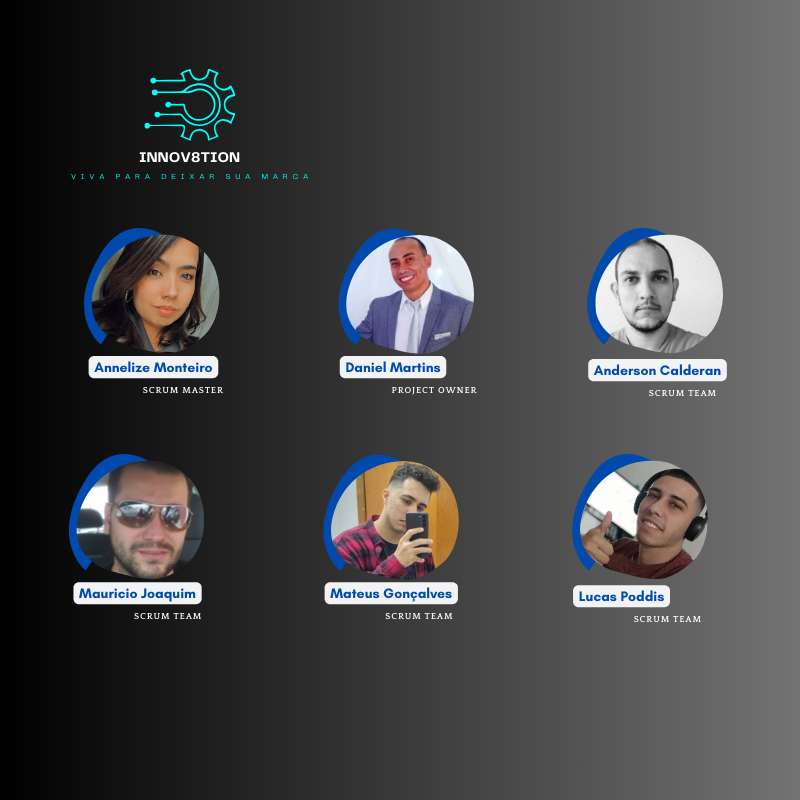 INNOV8TION
VIVA PARA DEIXAR SUA MARCA
Annelize Monteiro
SCRUM MASTER
Daniel Martins
PROJECT OWNER
Anderson Calderan
SCRUM TEAM
Mauricio Joaquim
SCRUM TEAM
Mateus Gonçalves
SCRUM TEAM
Lucas Poddis
SCRUM TEAM